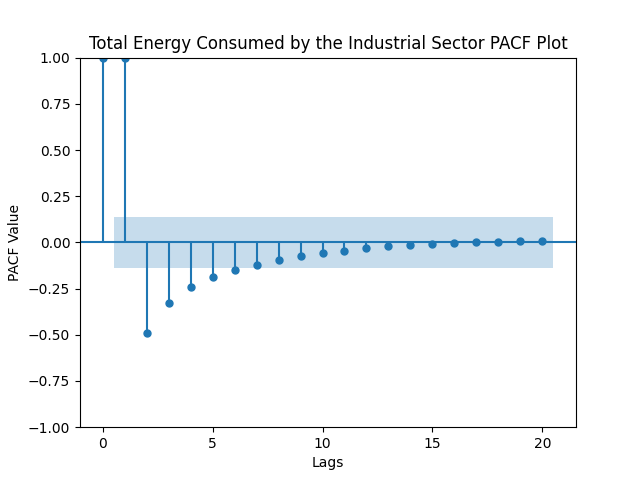 Total Energy Consumed by the Industrial Sector PACF Plot
1.00
0.75
0.50
0.25
0.00
−0.25
−0.50
−0.75
−1.00
PACF Value
0 5 10 15 20
Lags